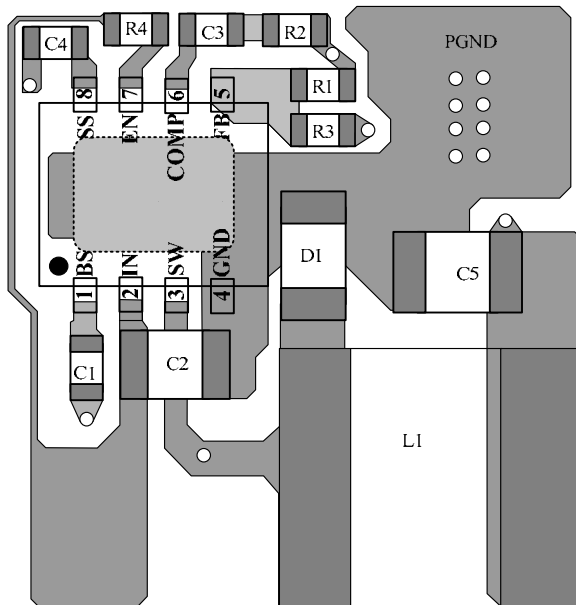 C4
R4
C3
R2
PGND
8
7
6
5
R1
R3
SS
EN
COMP
FB
BS
IN
SW
GND
D1
C5
1
2
3
4
C1
C2
L1